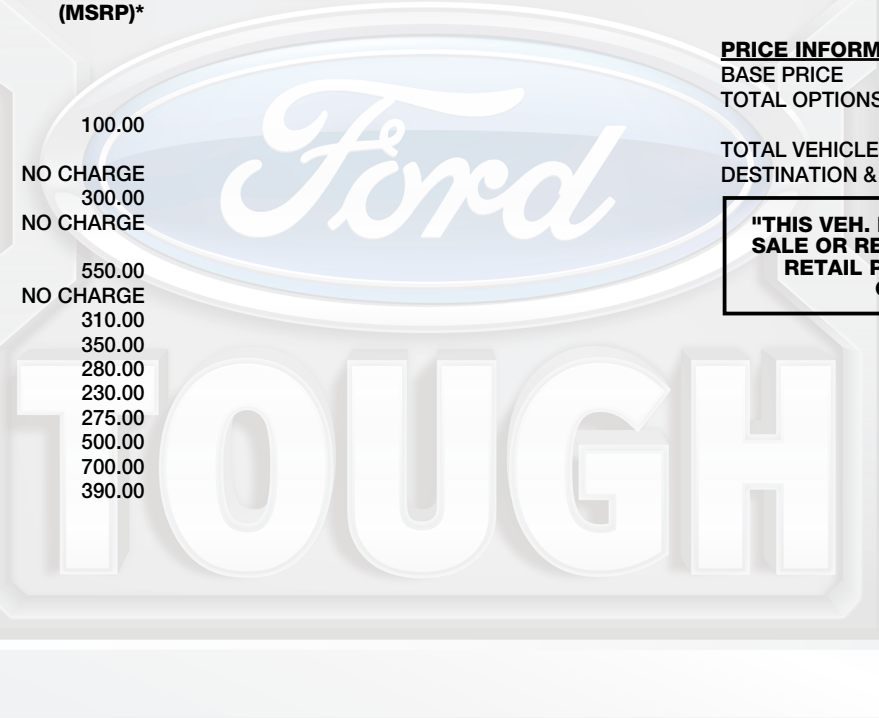 (MSRP)*
100.00
NO CHARGE
300.00
NO CHARGE
550.00
NO CHARGE
310.00
350.00
280.00
230.00
275.00
500.00
700.00
390.00
PRICE INFORM
BASE PRICE
TOTAL OPTIONS
TOTAL VEHICLE
DESTINATION &
"THIS VEH.
SALE OR RE
RETAIL P
Ford
TOUGH